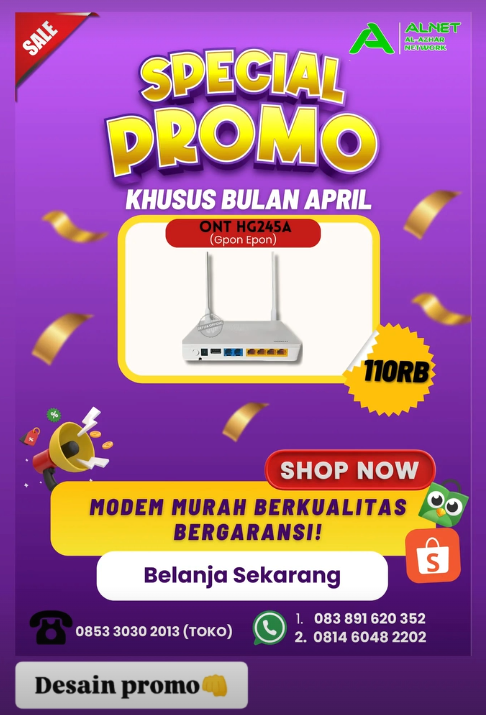 SALE
ALNET
AL-AZHAR
NETWORK
SPECIAL
PROMO
KHUSUS BULAN APRIL
ONT HG245A
(Gpon Epon)
110RB
SHOP NOW
MODEM MURAH BERKUALITAS
BERGARANSI!
Belanja Sekarang
0853 3030 2013 (TOKO)
1. 083 891 620 352
2. 0814 6048 2202
Desain promo👊